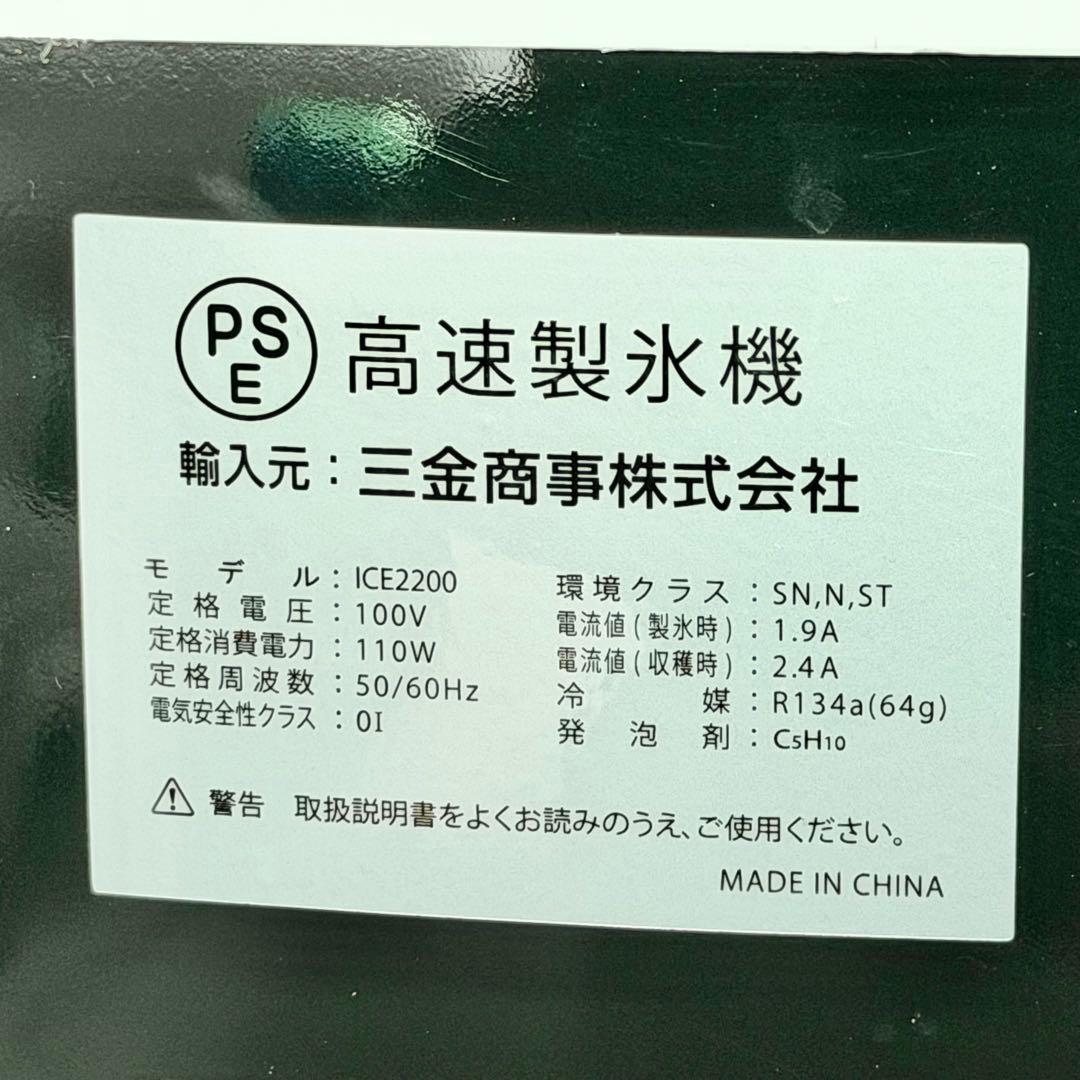 PSE 高速製氷機
輸入元：三金商事株式会社
モデル：ICE2200
定格電圧：100V
定格消費電力：110W
定格周波数：50/60Hz
電気安全性クラス：0I
環境クラス：SN,N,ST
電流値(製氷時)：1.9A
電流値(収穫時)：2.4A
冷媒：R134a(64g)
発泡剤：C5H10
警告 取扱説明書をよくお読みのうえ、ご使用ください。
MADE IN CHINA